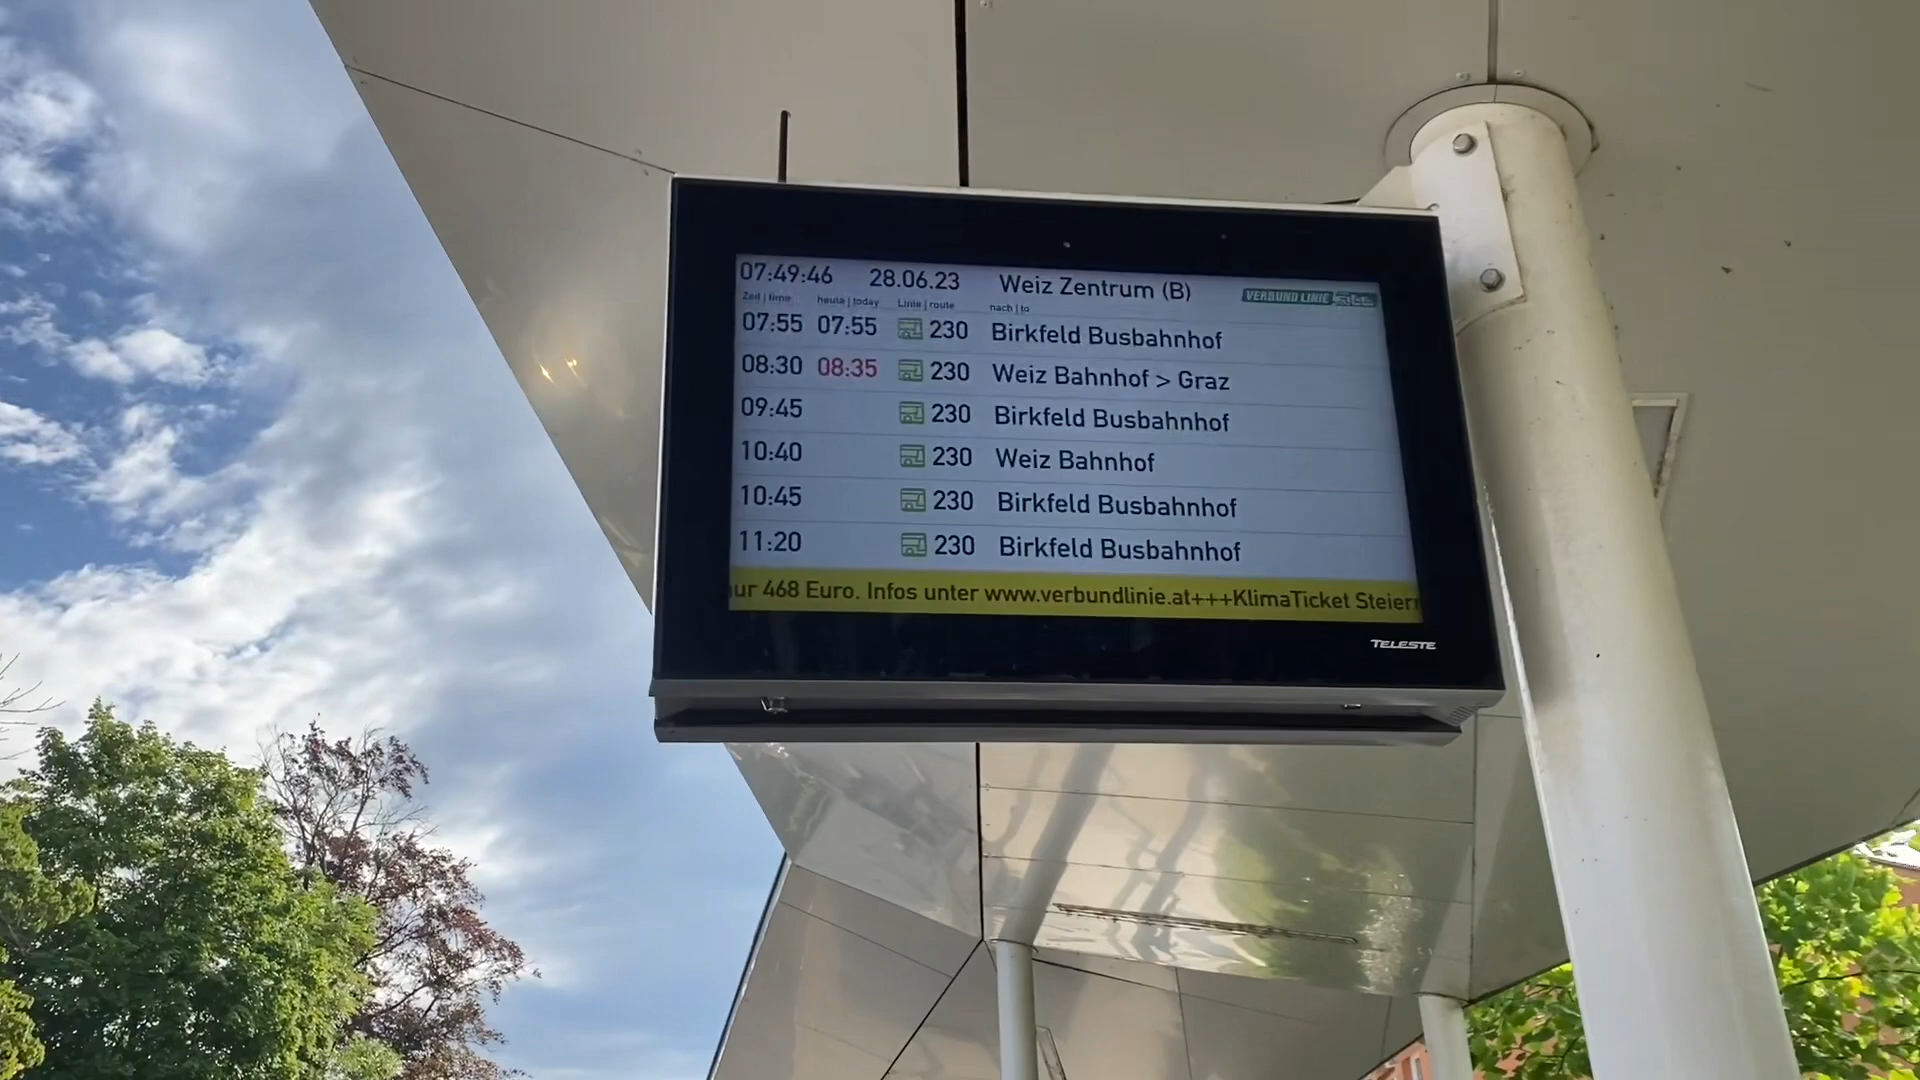 07:49:46 28.06.23 Weiz Zentrum (B) VERBUND LINIE
Zeit | time heute | today Linie | route nach | to
07:55 07:55 230 Birkfeld Busbahnhof
08:30 08:35 230 Weiz Bahnhof > Graz
09:45 230 Birkfeld Busbahnhof
10:40 230 Weiz Bahnhof
10:45 230 Birkfeld Busbahnhof
11:20 230 Birkfeld Busbahnhof
ur 468 Euro. Infos unter www.verbundlinie.at+++KlimaTicket Steier
TELESTE